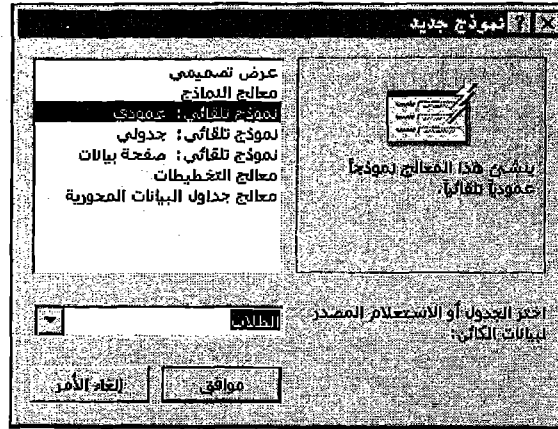 نموذج جديد
عرض تصميمي
معالج النماذج
نموذج تلقائي: عمودي
نموذج تلقائي: جدولي
نموذج تلقائي: صفحة بيانات
معالج التخطيطات
معالج جداول البيانات المحورية
ينشئ هذا المعالج نموذجاً
عمودياً تلقائياً.
اختر الجدول أو الاستعلام المصدر
لبيانات الكائن:
الطلاب
موافق
إلغاء الأمر